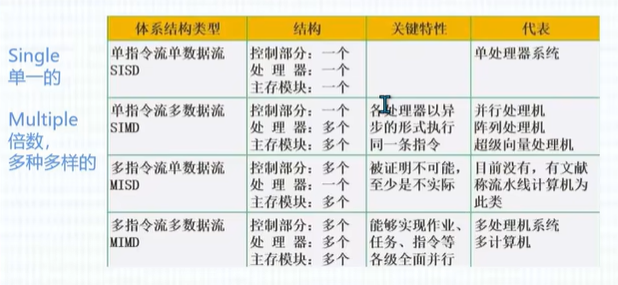 体系结构类型 结构 关键特性 代表
Single
单一的
Multiple
倍数，
多种多样的
单指令流单数据流
SISD
控制部分：一个
处 理 器：一个
主存模块：一个
单处理器系统
单指令流多数据流
SIMD
控制部分：一个
处 理 器：多个
主存模块：多个
各处理器以异
步的形式执行
同一条指令
并行处理机
阵列处理机
超级向量处理机
多指令流单数据流
MISD
控制部分：多个
处 理 器：一个
主存模块：多个
被证明不可能，
至少是不实际
目前没有，有文献
称流水线计算机为
此类
多指令流多数据流
MIMD
控制部分：多个
处 理 器：多个
主存模块：多个
能够实现作业、
任务、指令等
各级全面并行
多处理机系统
多计算机